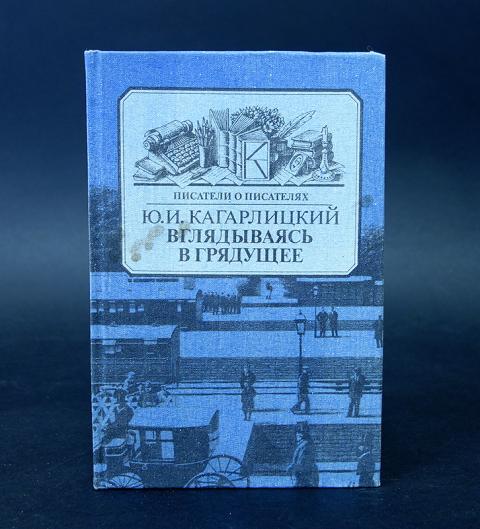 К
ПИСАТЕЛИ О ПИСАТЕЛЯХ
Ю.И. КАГАРЛИЦКИЙ
ВГЛЯДЫВАЯСЬ
В ГРЯДУЩЕЕ